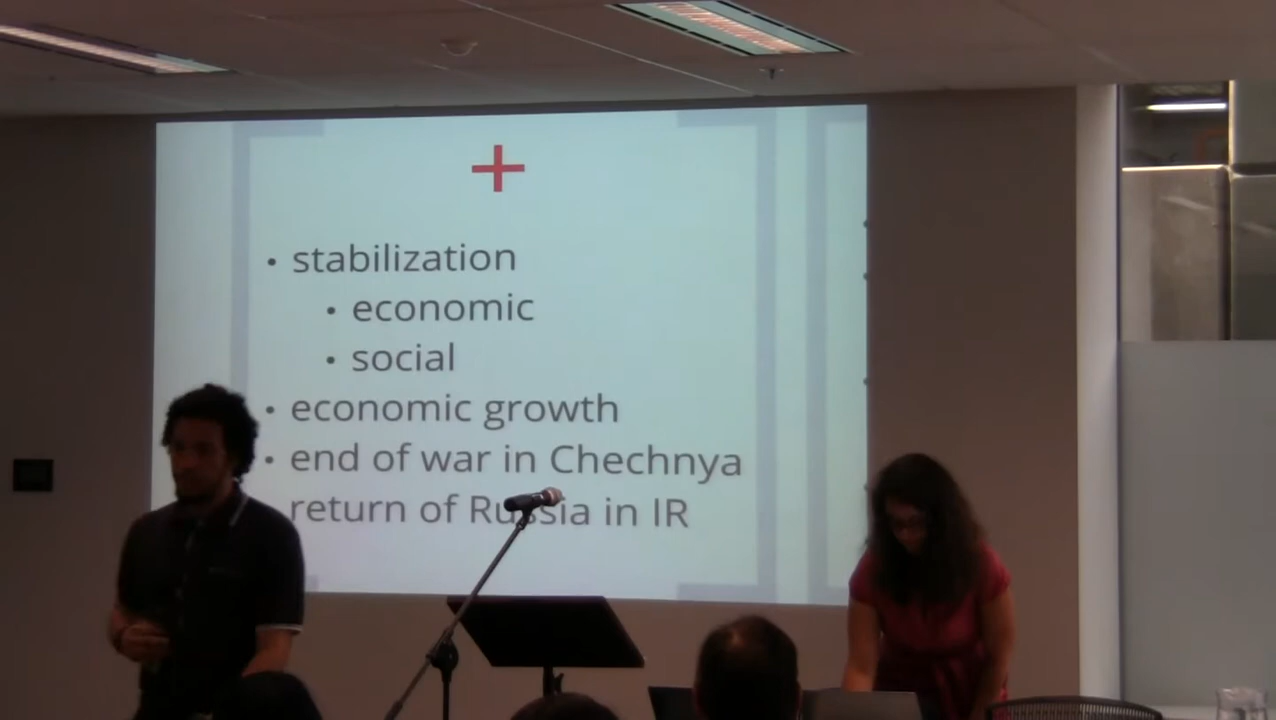 +
• stabilization
• economic
• social
• economic growth
• end of war in Chechnya
return of Russia in IR